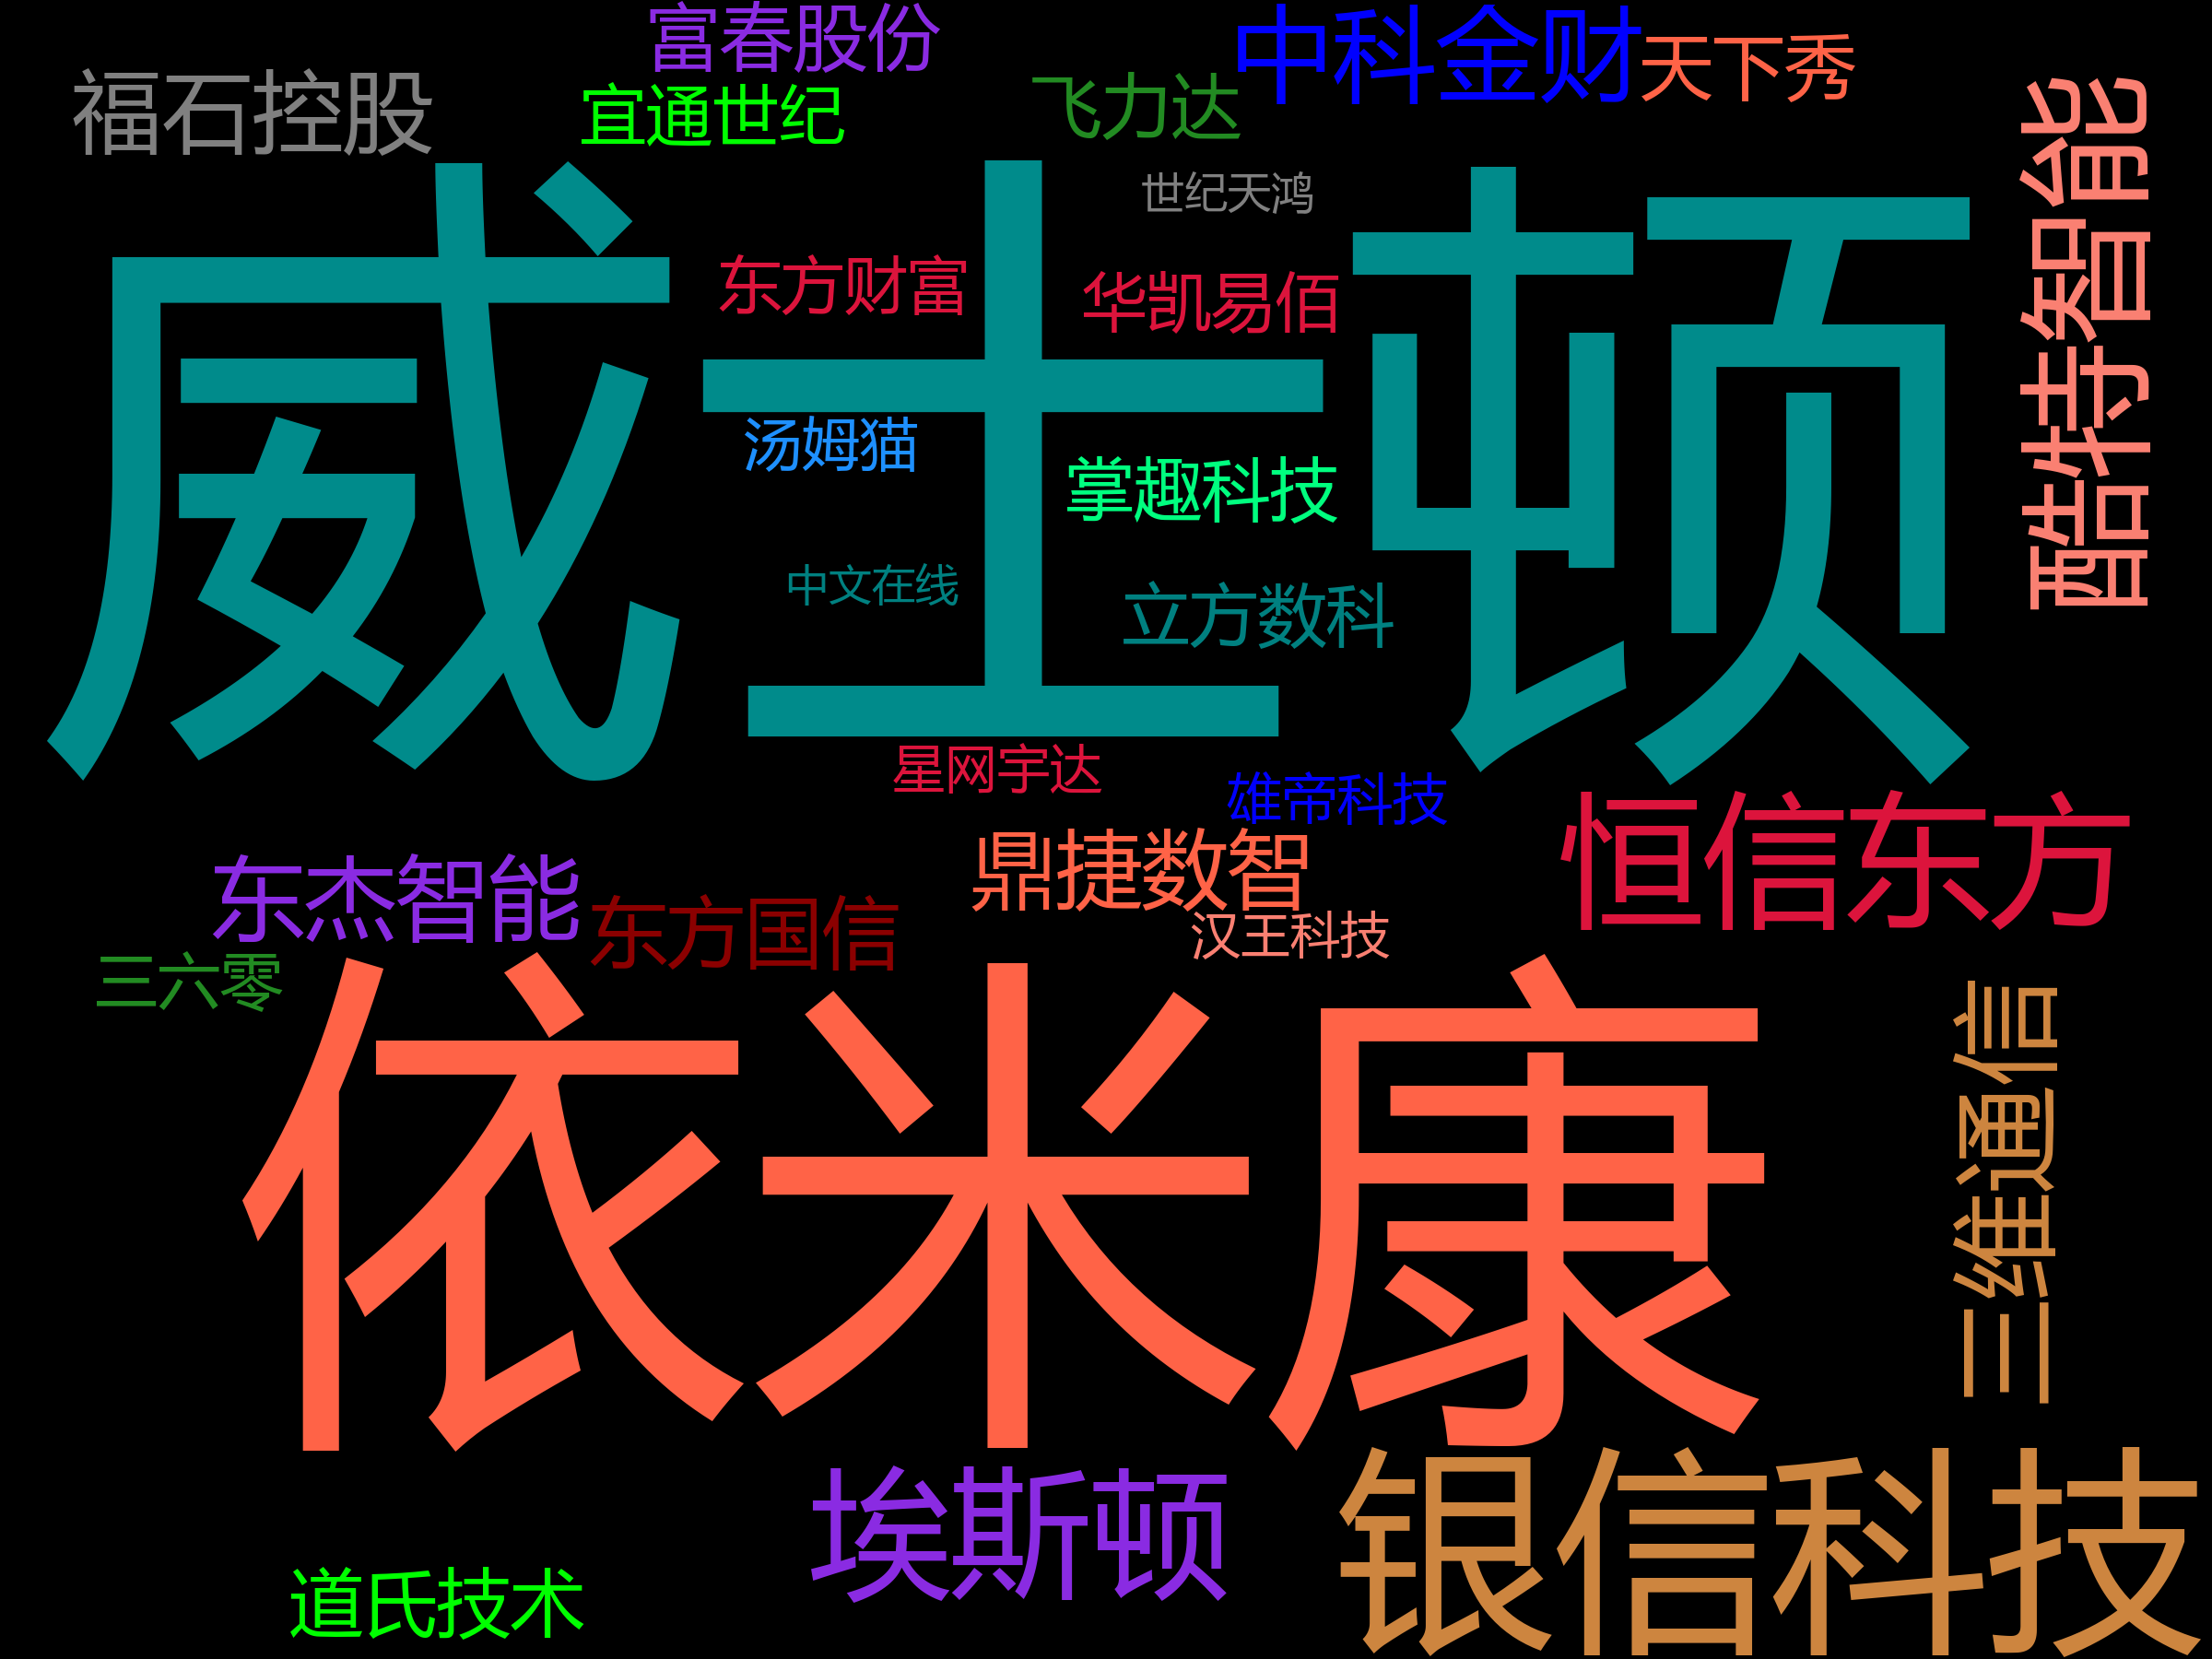 富春股份
中科金财
天下秀
福石控股
宜通世纪
飞力达
酷特智能
世纪天鸿
威士顿
东方财富
华凯易佰
汤姆猫
掌趣科技
中文在线
立方数科
星网宇达
雄帝科技
恒信东方
鼎捷数智
东杰智能
东方国信
汉王科技
三六零
依米康
三维通信
埃斯顿
银信科技
道氏技术